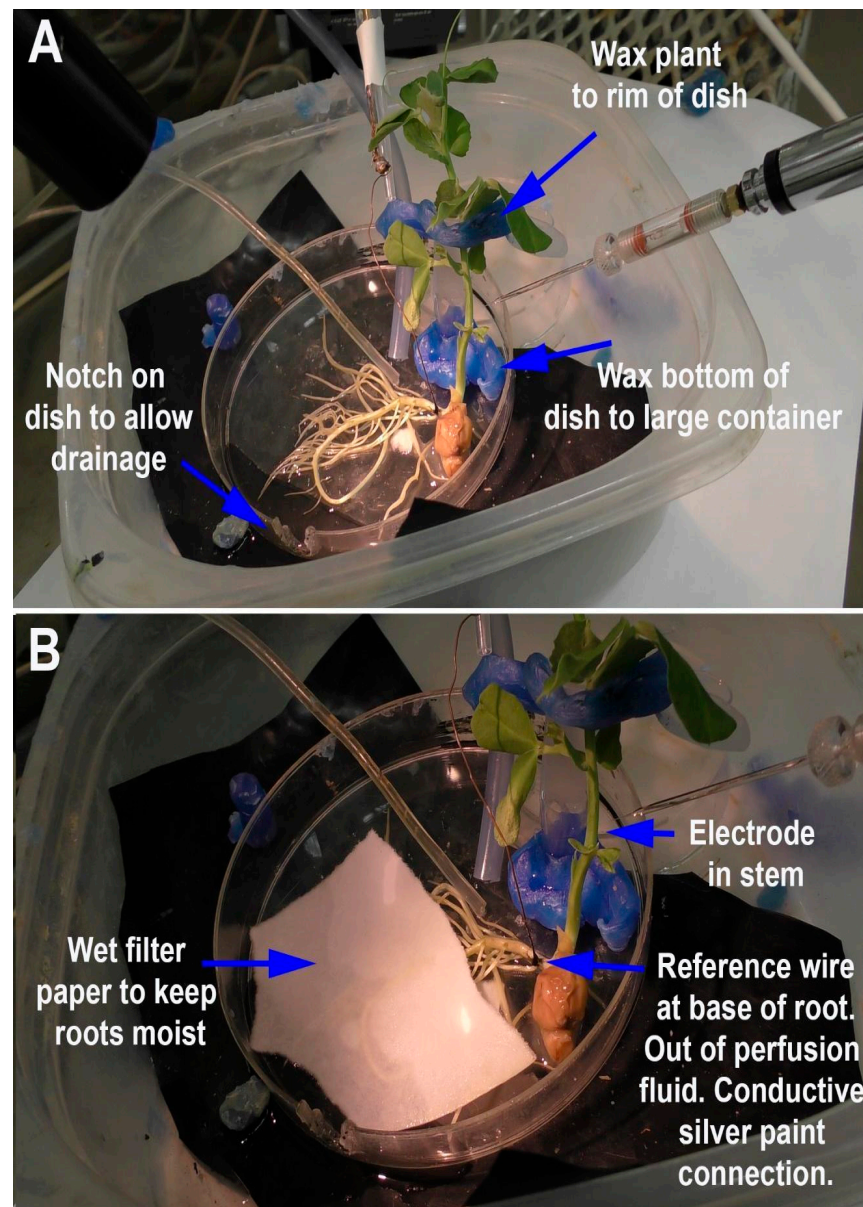 A
Wax plant
to rim of dish
Notch on
dish to allow
drainage
Wax bottom of
dish to large container
B
Electrode
in stem
Wet filter
paper to keep
roots moist
Reference wire
at base of root.
Out of perfusion
fluid. Conductive
silver paint
connection.